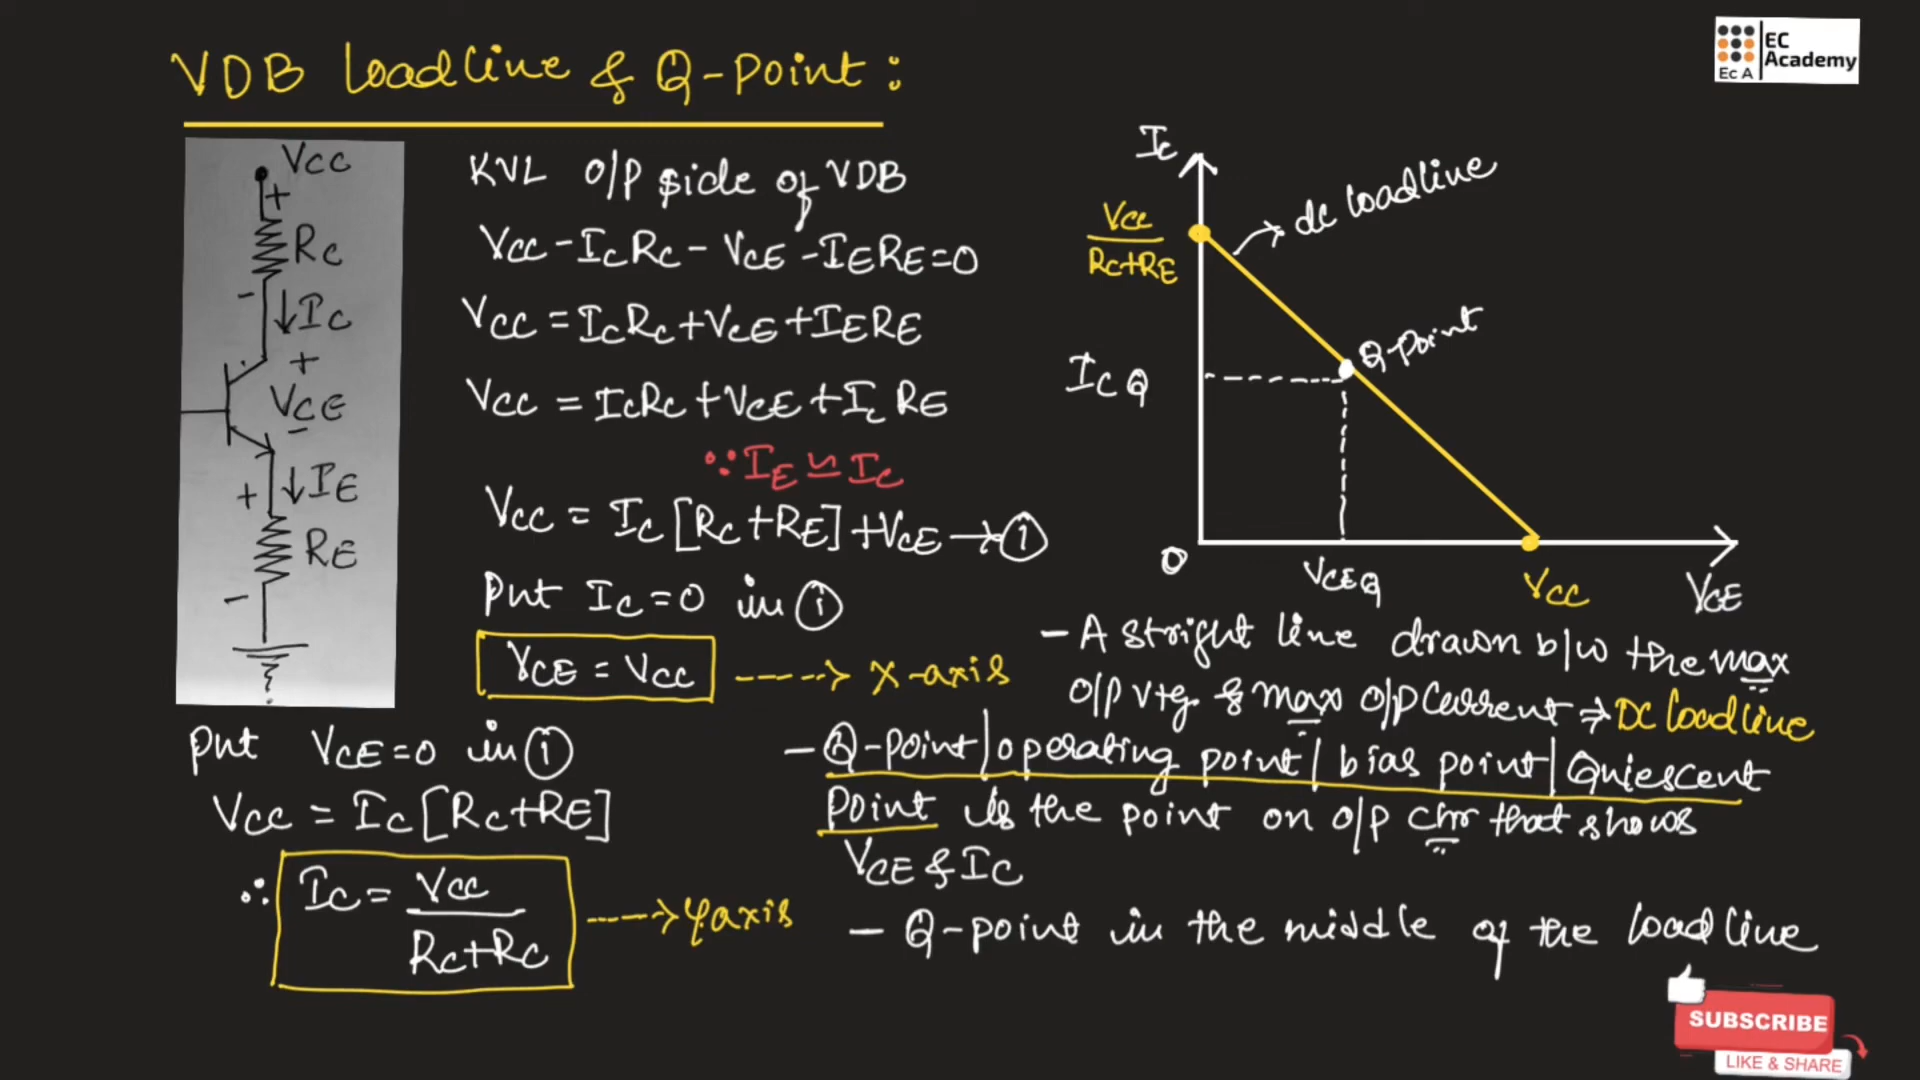 VDB loadline & Q-point:
EC
Academy
EC A
VCC
+
RC
-
↓IC
+
VCE
+ ↓IE
RE
-
KVL O/P side of VDB
VCC - ICRC - VCE - IERE = 0
VCC = ICRC + VCE + IERE
VCC = ICRC + VCE + IC RE
∵ IE ≃ IC
VCC = IC [RC+RE] + VCE → ①
Put IC = 0 in ①
VCE = VCC ----> X-axis
Put VCE = 0 in ①
VCC = IC [RC+RE]
∴ IC = VCC / RC+RC ----> Y axis
IC
VCC / RC+RE
dc loadline
Q-point
ICQ
0
VCEQ
VCC
VCE
- A stright line drawn b/w the max
O/P Vtg. & max O/P Current ⇒ DC loadline
- Q-point | operating point | bias point | Quiescent
Point is the point on O/P chr that shows
VCE & IC
- Q-point in the middle of the loadline
SUBSCRIBE
LIKE & SHARE